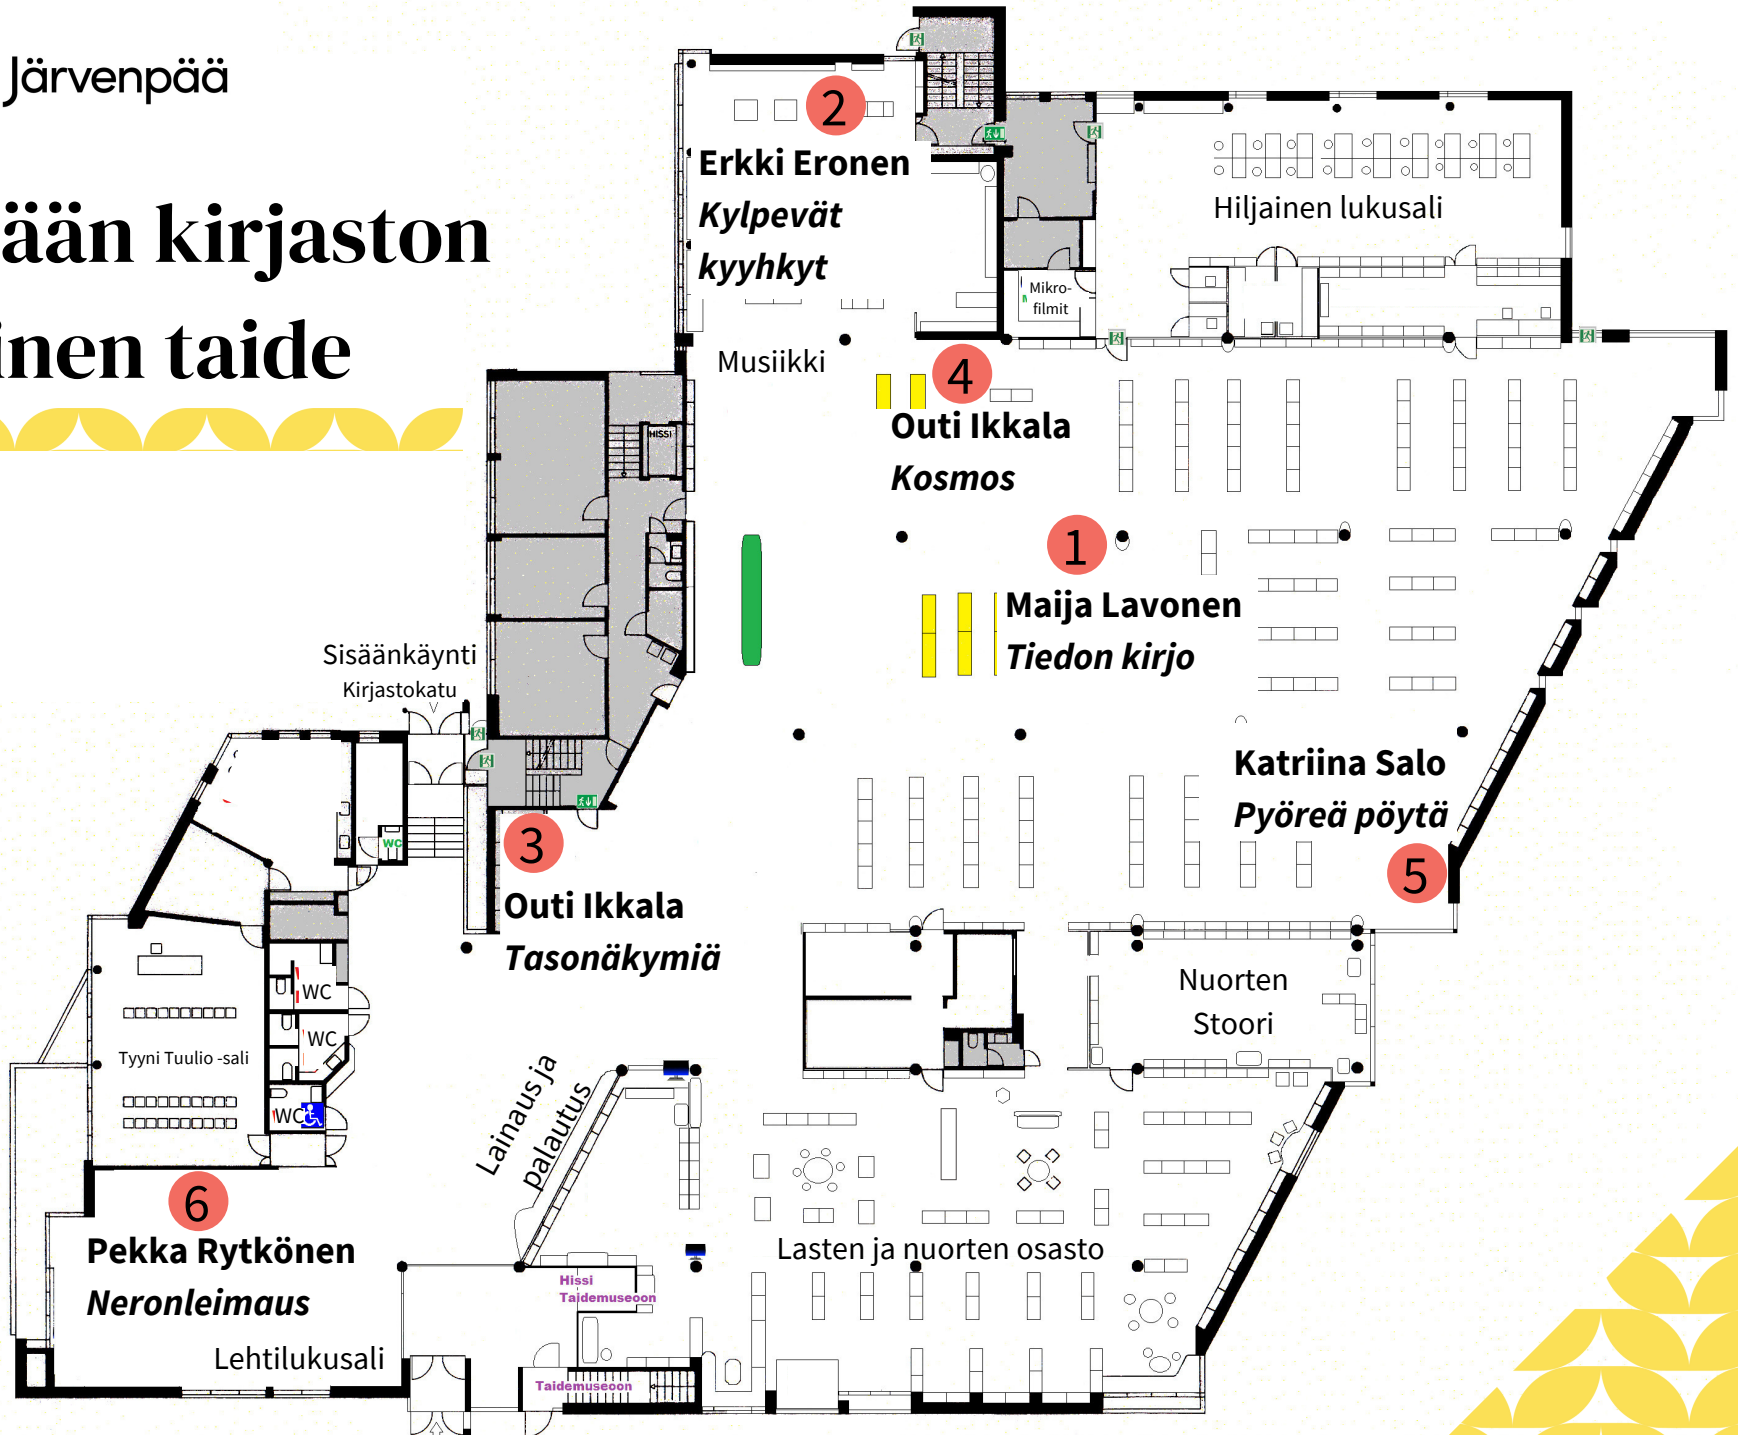 Järvenpää
ään kirjaston
inen taide
2
Erkki Eronen
Kylpevät
kyyhkyt
Hiljainen lukusali
Mikro-
filmit
Musiikki
4
Outi Ikkala
Kosmos
HISSI
1
Maija Lavonen
Tiedon kirjo
Sisäänkäynti
Kirjastokatu
Katriina Salo
Pyöreä pöytä
5
WC
3
Outi Ikkala
Tasonäkymiä
WC
WC
WC
Tyyni Tuulio -sali
Nuorten
Stoori
Lainaus ja
palautus
6
Pekka Rytkönen
Neronleimaus
Lehtilukusali
Lasten ja nuorten osasto
Hissi
Taidemuseoon
Taidemuseoon